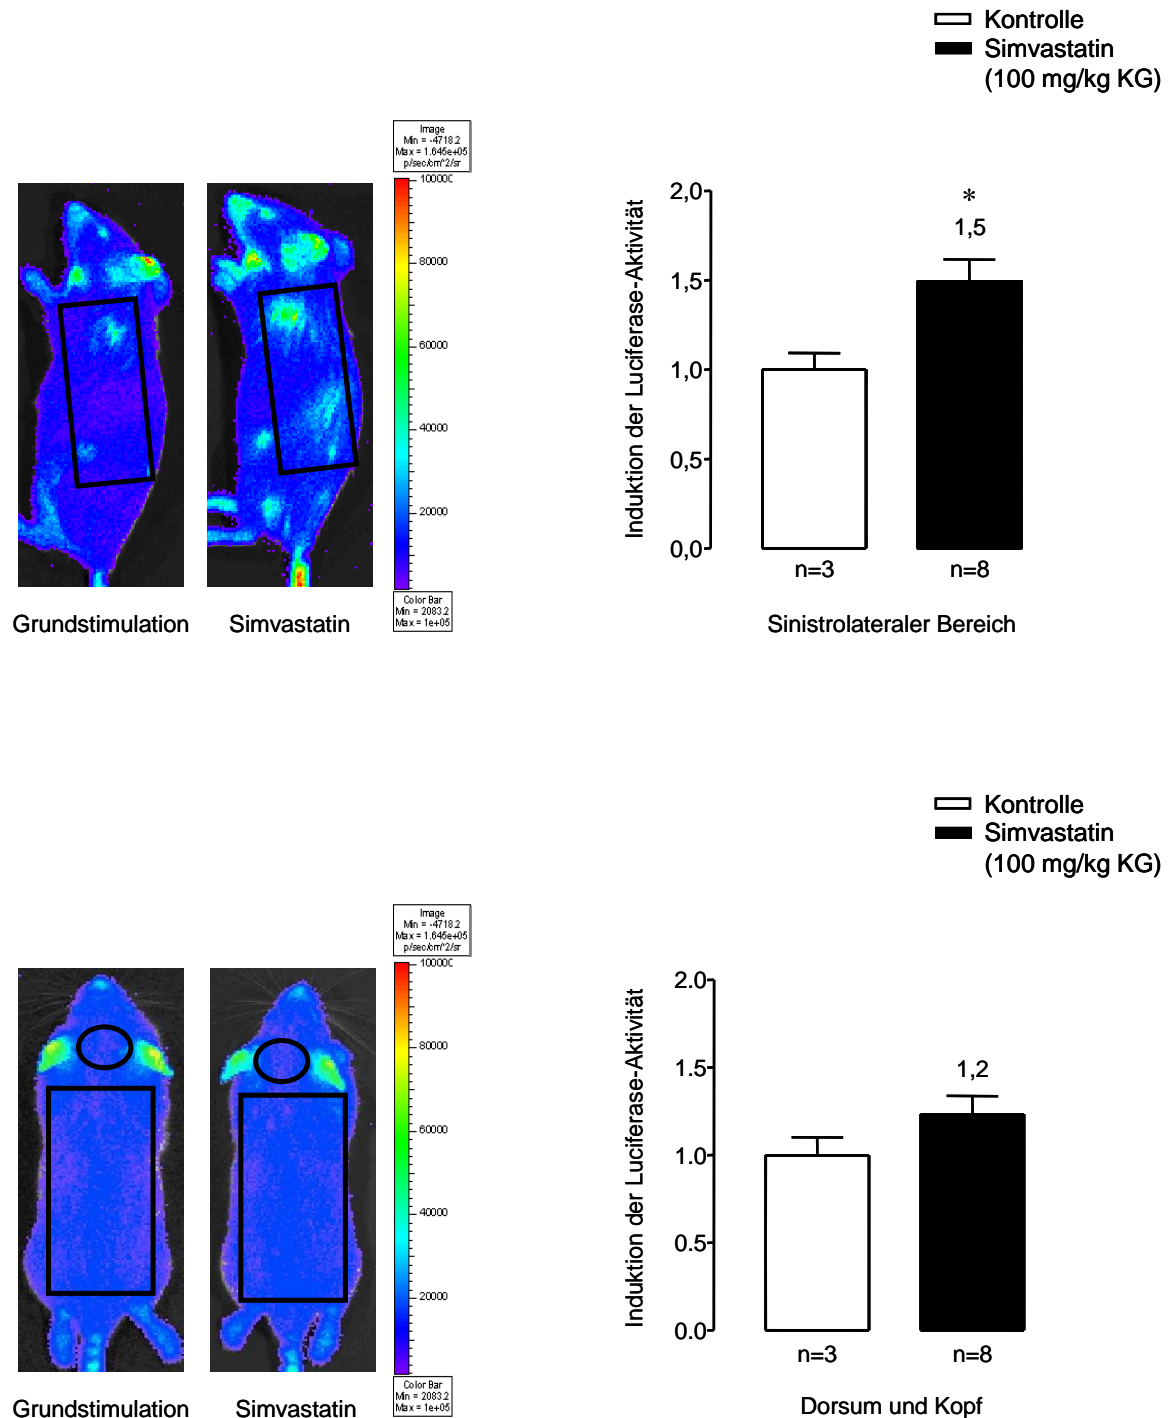 Kontrolle
Simvastatin
(100 mg/kg KG)
Image
Min = -4718.2
Max = 1.645e+05
p/sec/cm^2/sr
100000
80000
60000
40000
20000
Color Bar
Min = 2083.2
Max = 1e+05
Grundstimulation
Simvastatin
Induktion der Luciferase-Aktivität
2,0
1,5
1,0
0,5
0,0
*
1,5
n=3
n=8
Sinistrolateraler Bereich
Kontrolle
Simvastatin
(100 mg/kg KG)
Image
Min = -4718.2
Max = 1.645e+05
p/sec/cm^2/sr
100000
80000
60000
40000
20000
Color Bar
Min = 2083.2
Max = 1e+05
Grundstimulation
Simvastatin
Induktion der Luciferase-Aktivität
2.0
1.5
1.0
0.5
0.0
1,2
n=3
n=8
Dorsum und Kopf